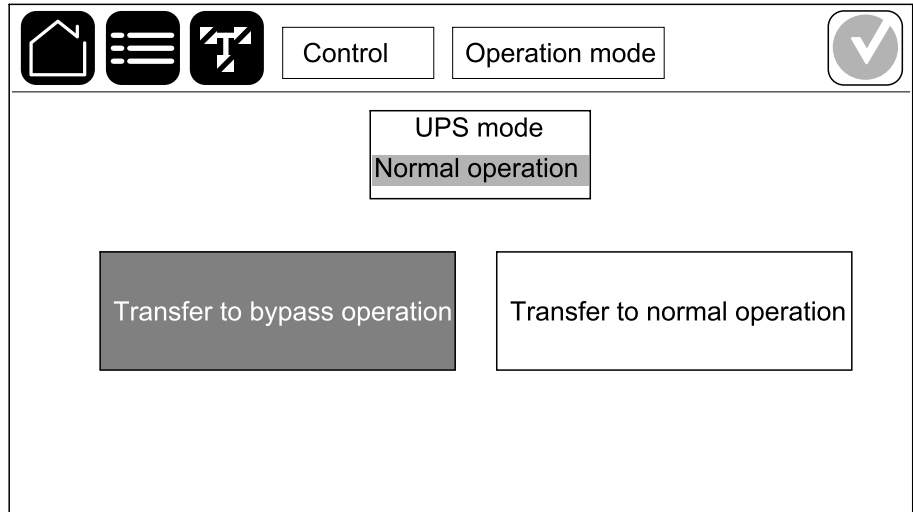 Control
Operation mode
UPS mode
Normal operation
Transfer to bypass operation
Transfer to normal operation